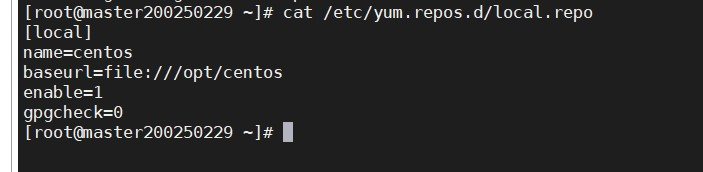 [root@master200250229 ~]# cat /etc/yum.repos.d/local.repo
[local]
name=centos
baseurl=file:///opt/centos
enable=1
gpgcheck=0
[root@master200250229 ~]#